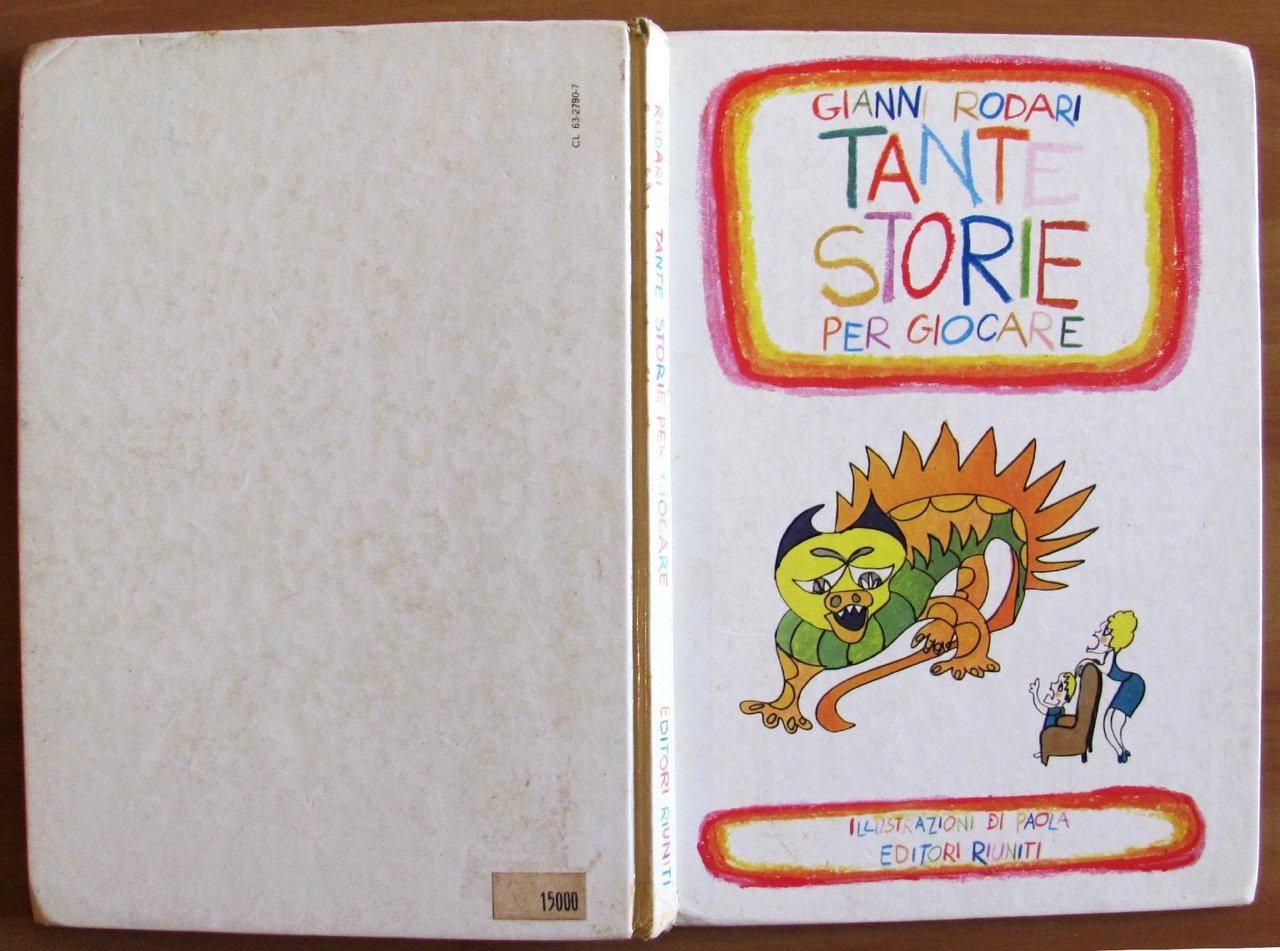 CL 63-2790-7
15000
RODARI TANTE STORIE PER GIOCARE EDITORI RIUNITI
GIANNI RODARI
TANTE
STORIE
PER GIOCARE
ILLUSTRAZIONI DI PAOLA
EDITORI RIUNITI